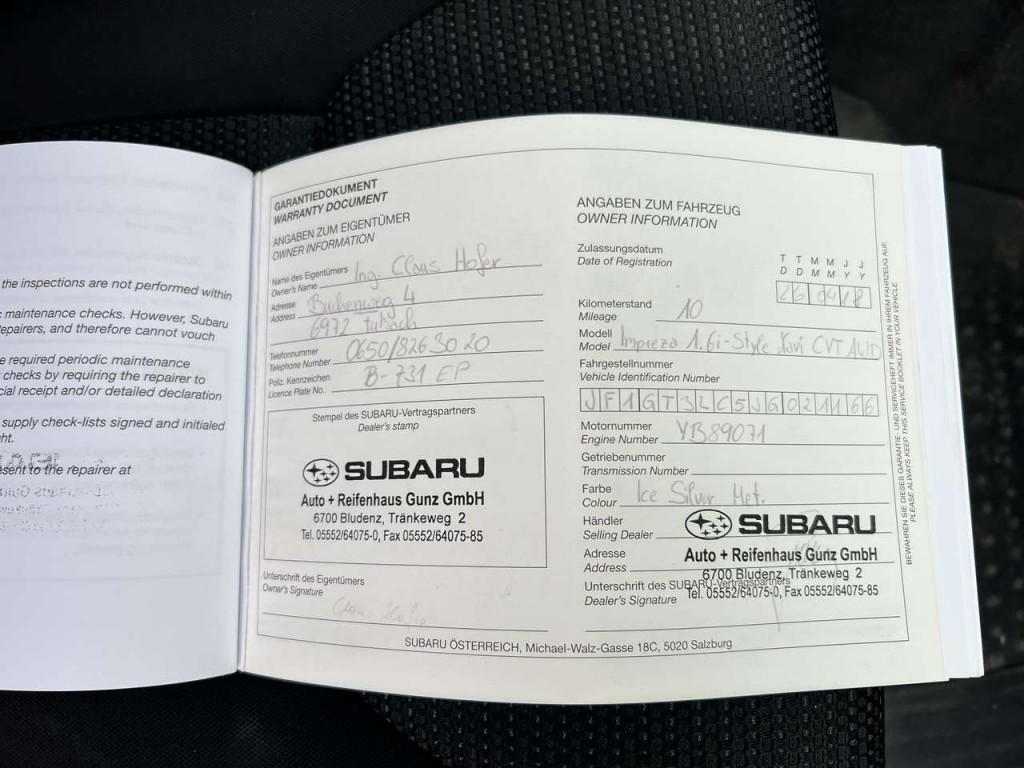 the inspections are not performed within
maintenance checks. However, Subaru
epairers, and therefore cannot vouch
e required periodic maintenance
checks by requiring the repairer to
cial receipt and/or detailed declaration
supply check-lists signed and initialed
ht.
esent to the repairer at
GARANTIEDOKUMENT
WARRANTY DOCUMENT
ANGABEN ZUM EIGENTÜMER
OWNER INFORMATION
Name des Eigentümers
Owner's Name Ing. Claus Hofer
Adresse
Address Buchenweg 4
6972
Telefonnummer
Telephone Number 0650/826 30 20
Poliz. Kennzeichen
Licence Plate No. B-731 EP
Stempel des SUBARU-Vertragspartners
Dealer's stamp
SUBARU
Auto + Reifenhaus Gunz GmbH
6700 Bludenz, Tränkeweg 2
Tel. 05552/64075-0, Fax 05552/64075-85
Unterschrift des Eigentümers
Owner's Signature
ANGABEN ZUM FAHRZEUG
OWNER INFORMATION
Zulassungsdatum
Date of Registration
T T M M J J
D D M M Y Y
26 04 18
Kilometerstand
Mileage 10
Modell
Model Impreza 1.6i-Style Navi CVT AWD
Fahrgestellnummer
Vehicle Identification Number
JF1GT3LC5JG021166
Motornummer
Engine Number YB89071
Getriebenummer
Transmission Number
Farbe
Colour Ice Silver Met.
Händler
Selling Dealer
SUBARU
Adresse
Address
Auto + Reifenhaus Gunz GmbH
6700 Bludenz, Tränkeweg 2
Unterschrift des SUBARU-Vertragspartners
Dealer's Signature
Tel. 05552/64075-0, Fax 05552/64075-85
SUBARU ÖSTERREICH, Michael-Walz-Gasse 18C, 5020 Salzburg
BEWAHREN SIE DIESES GARANTIE- UND SERVICEHEFT IMMER IN IHREM FAHRZEUG AUF.
PLEASE ALWAYS KEEP THIS SERVICE BOOKLET IN YOUR VEHICLE.